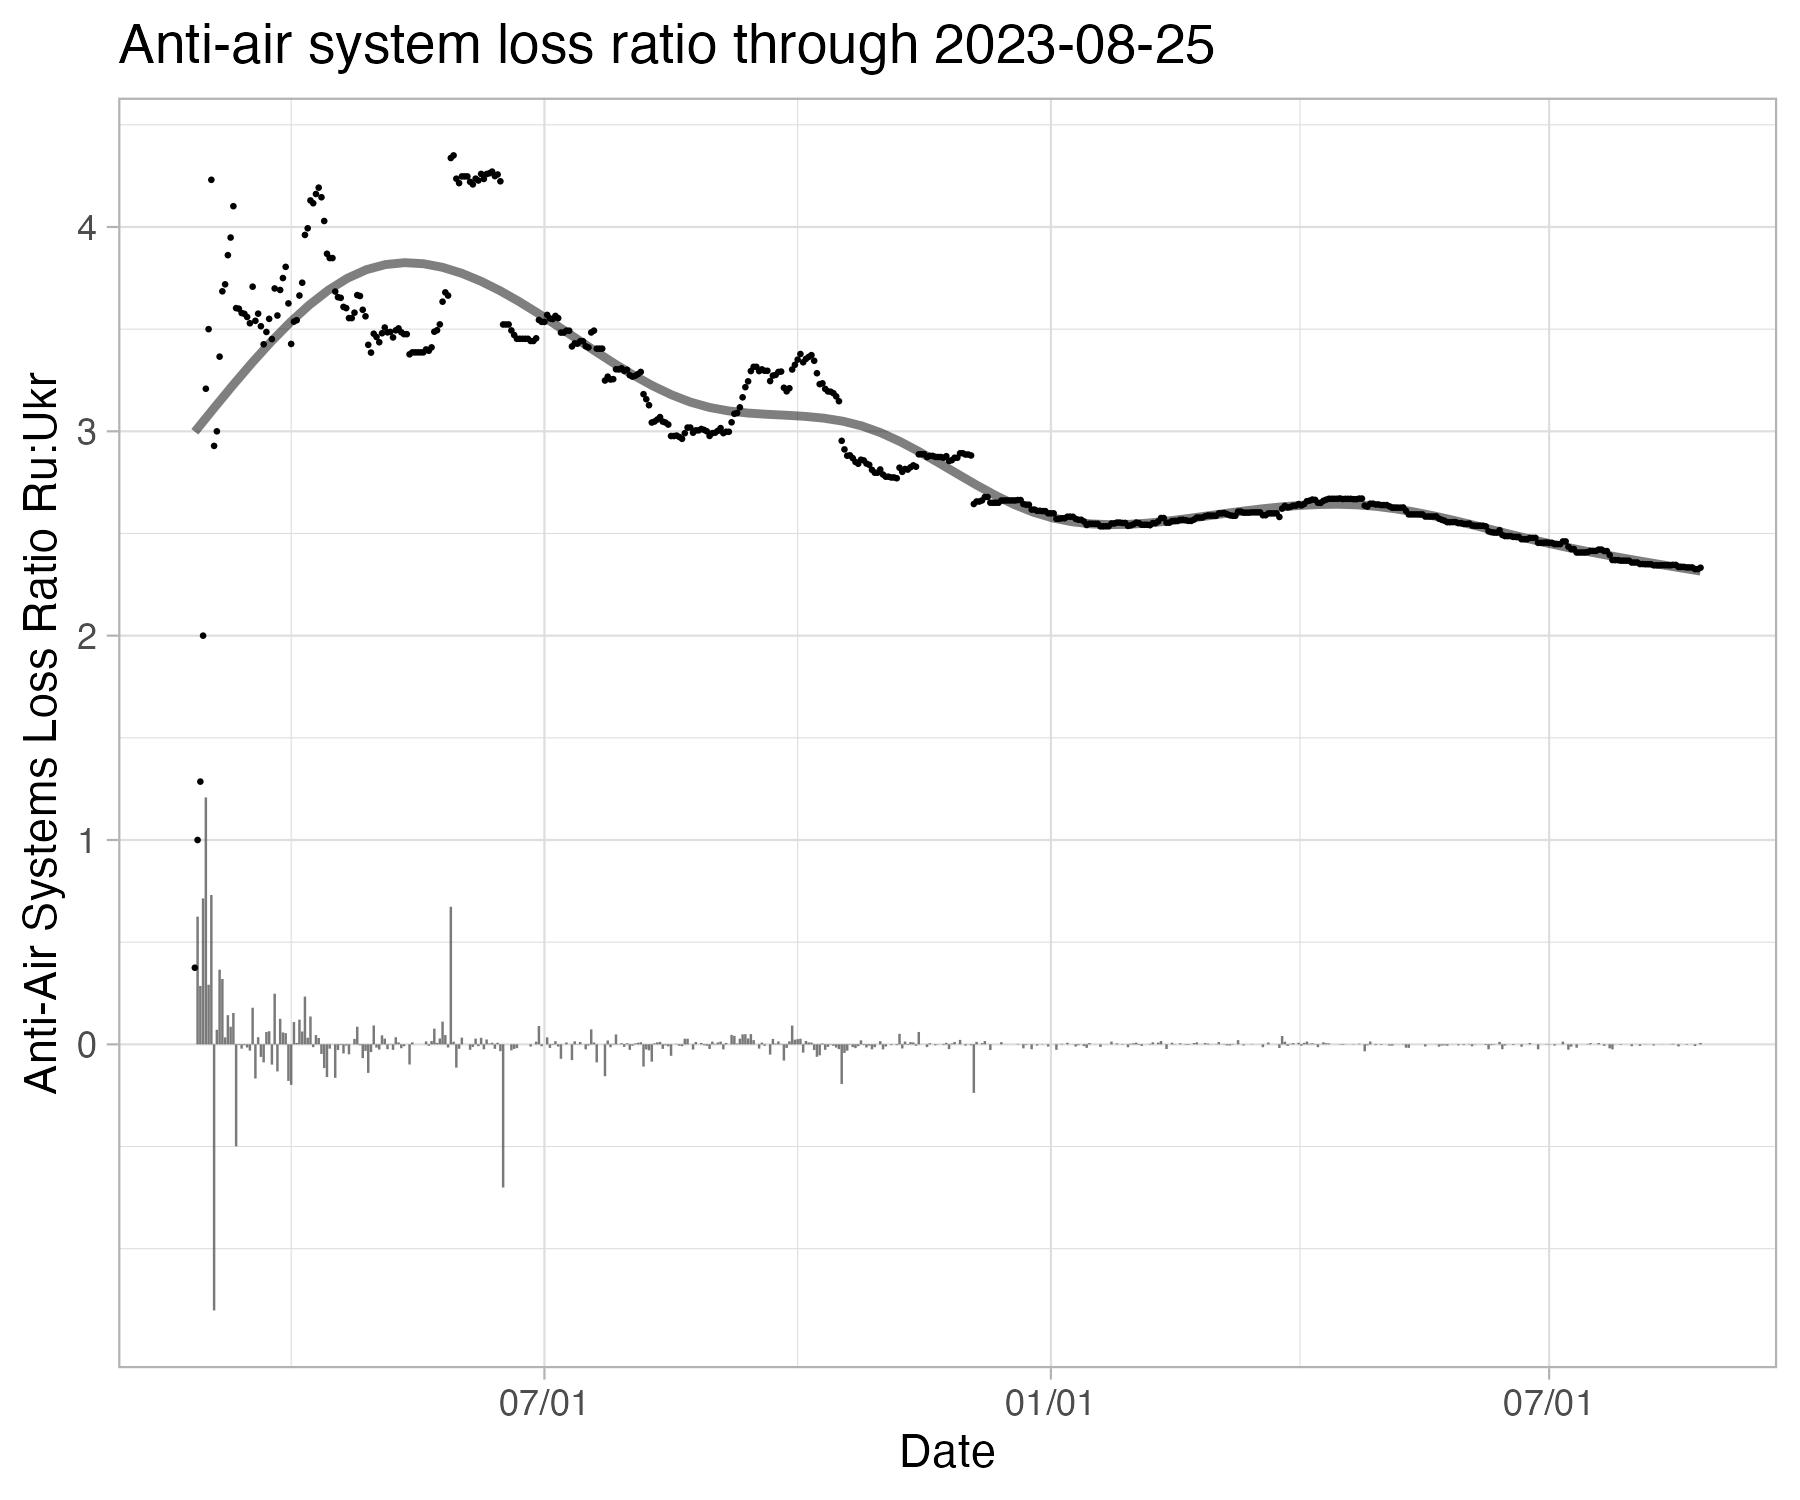 Anti-air system loss ratio through 2023-08-25
Anti-Air Systems Loss Ratio Ru:Ukr
4
3
2
1
0
07/01
01/01
07/01
Date